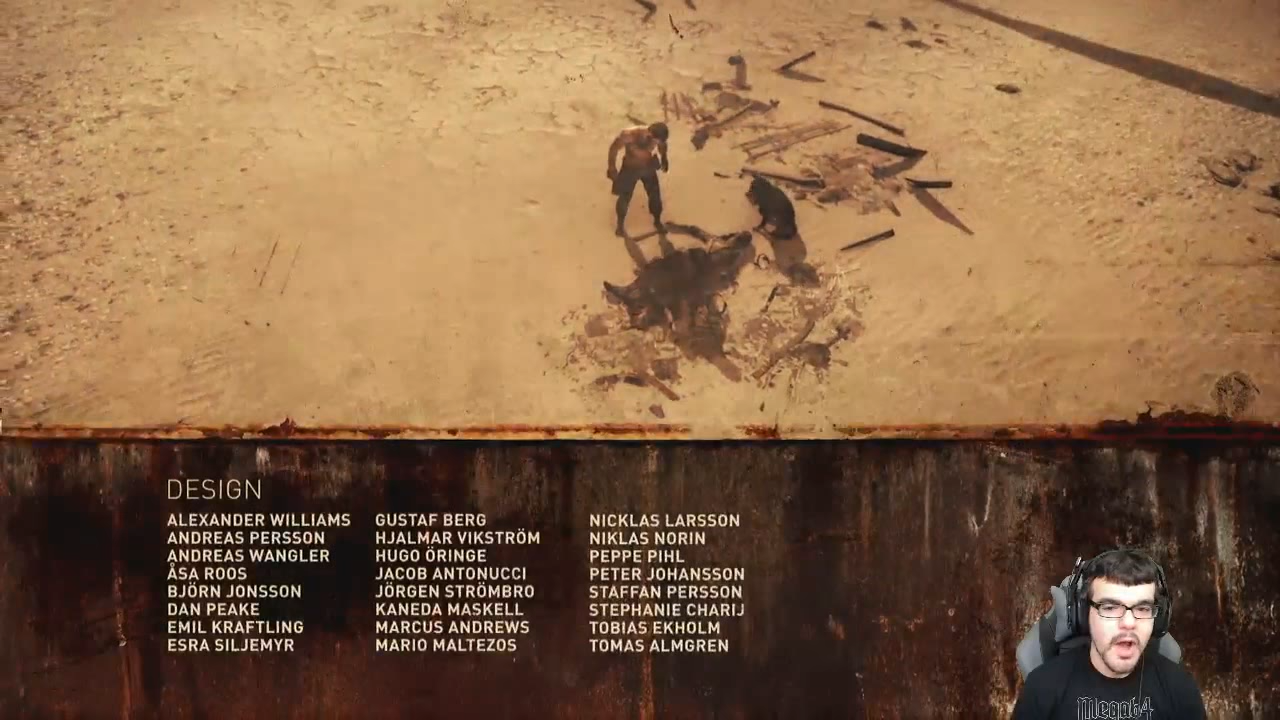 DESIGN
ALEXANDER WILLIAMS
ANDREAS PERSSON
ANDREAS WANGLER
ÅSA ROOS
BJÖRN JONSSON
DAN PEAKE
EMIL KRAFTLING
ESRA SILJEMYR
GUSTAF BERG
HJALMAR VIKSTRÖM
HUGO ÖRINGE
JACOB ANTONUCCI
JÖRGEN STRÖMBRO
KANEDA MASKELL
MARCUS ANDREWS
MARIO MALTEZOS
NICKLAS LARSSON
NIKLAS NORIN
PEPPE PIHL
PETER JOHANSSON
STAFFAN PERSSON
STEPHANIE CHARIJ
TOBIAS EKHOLM
TOMAS ALMGREN
Mega64